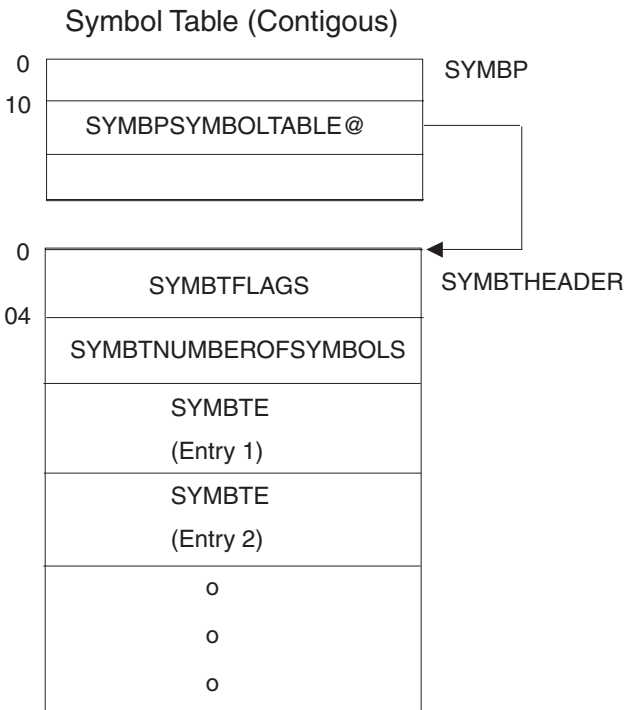 Symbol Table (Contigous)
0
SYMBP
10
SYMBPSYMBOLTABLE@
0
SYMBTHEADER
SYMBTFLAGS
04
SYMBTNUMBEROFSYMBOLS
SYMBTE
(Entry 1)
SYMBTE
(Entry 2)
o
o
o